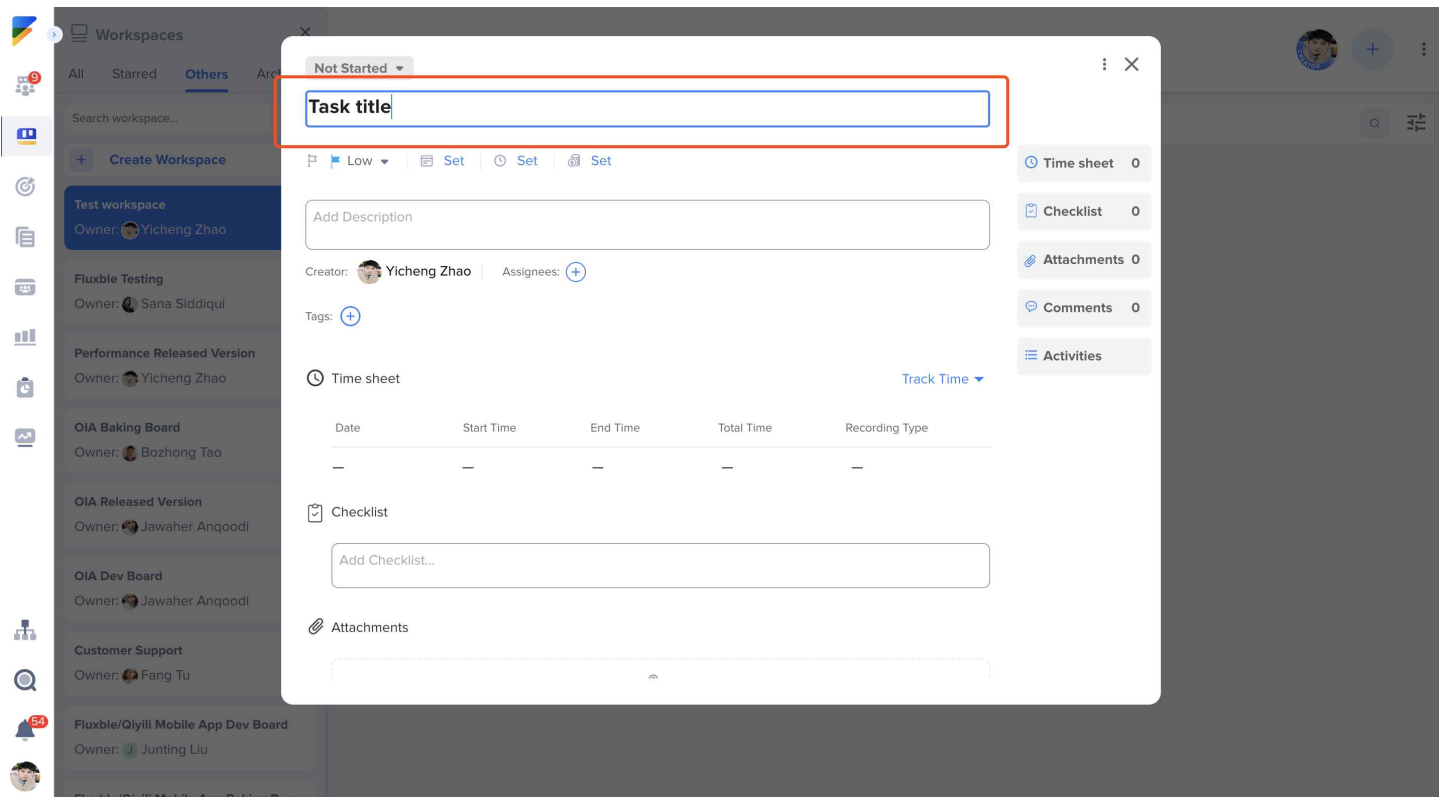 Workspaces
All Starred Others Arc
Search workspace...
+ Create Workspace
Test workspace
Owner: Yicheng Zhao
Fluxble Testing
Owner: Sana Siddiqui
Performance Released Version
Owner: Yicheng Zhao
OIA Baking Board
Owner: Bozhong Tao
OIA Released Version
Owner: Jawaher Anqoodi
OIA Dev Board
Owner: Jawaher Anqoodi
Customer Support
Owner: Fang Tu
Fluxble/Qiyili Mobile App Dev Board
Owner: J Junting Liu
9
54
Not Started
Task title
Low Set Set Set
Add Description
Creator: Yicheng Zhao Assignees:
Tags:
Time sheet Track Time
Date Start Time End Time Total Time Recording Type
— — — — —
Checklist
Add Checklist...
Attachments
Time sheet 0
Checklist 0
Attachments 0
Comments 0
Activities